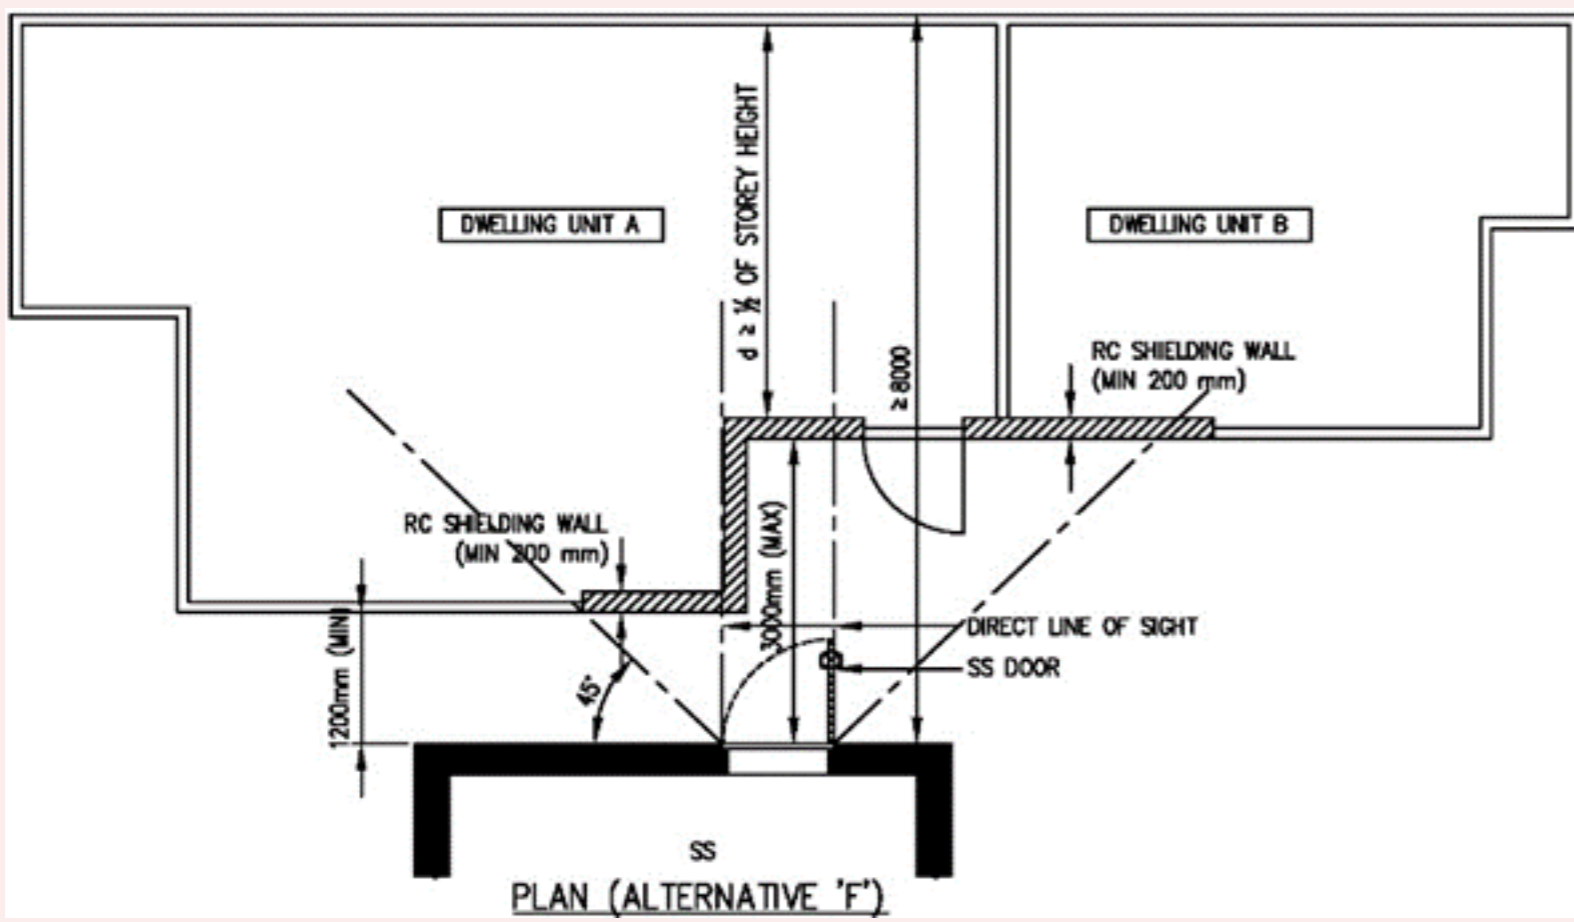 d ≥ ½ OF STOREY HEIGHT
DWELLING UNIT A
DWELLING UNIT B
≥8000
RC SHIELDING WALL
(MIN 200 mm)
RC SHIELDING WALL
(MIN 200 mm)
3000mm (MAX)
1200mm (MIN)
45°
DIRECT LINE OF SIGHT
SS DOOR
SS
PLAN (ALTERNATIVE 'F')